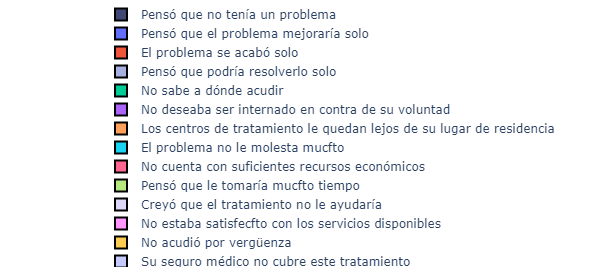 Pensó que no tenía un problema
Pensó que el problema mejoraría solo
El problema se acabó solo
Pensó que podría resolverlo solo
No sabe a dónde acudir
No deseaba ser internado en contra de su voluntad
Los centros de tratamiento le quedan lejos de su lugar de residencia
El problema no le molesta mucfto
No cuenta con suficientes recursos económicos
Pensó que le tomaría mucfto tiempo
Creyó que el tratamiento no le ayudaría
No estaba satisfecfto con los servicios disponibles
No acudió por vergüenza
Su seguro médico no cubre este tratamiento